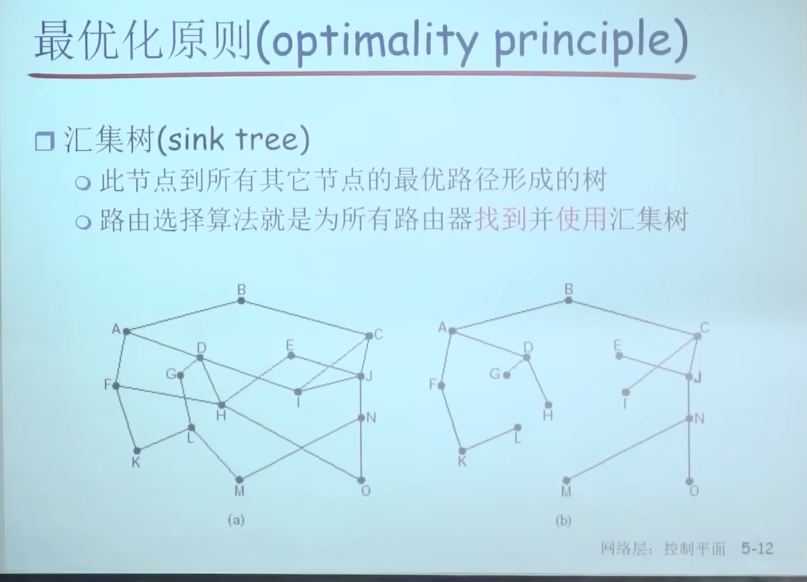 最优化原则(optimality principle)
汇集树(sink tree)
此节点到所有其它节点的最优路径形成的树
路由选择算法就是为所有路由器找到并使用汇集树
B
B
A
C
A
C
D
E
D
E
G
J
G
J
F
F
H
I
H
I
N
N
L
L
K
K
M
O
M
O
(a)
(b)
网络层：控制平面 5-12